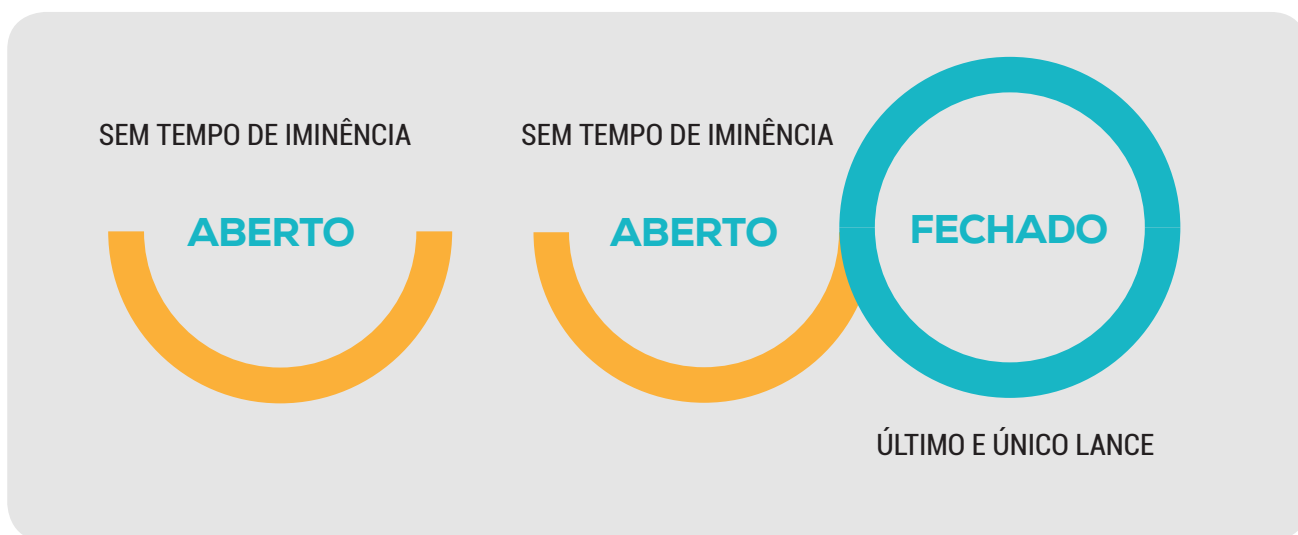 SEM TEMPO DE IMINÊNCIA
ABERTO
SEM TEMPO DE IMINÊNCIA
ABERTO
FECHADO
ÚLTIMO E ÚNICO LANCE